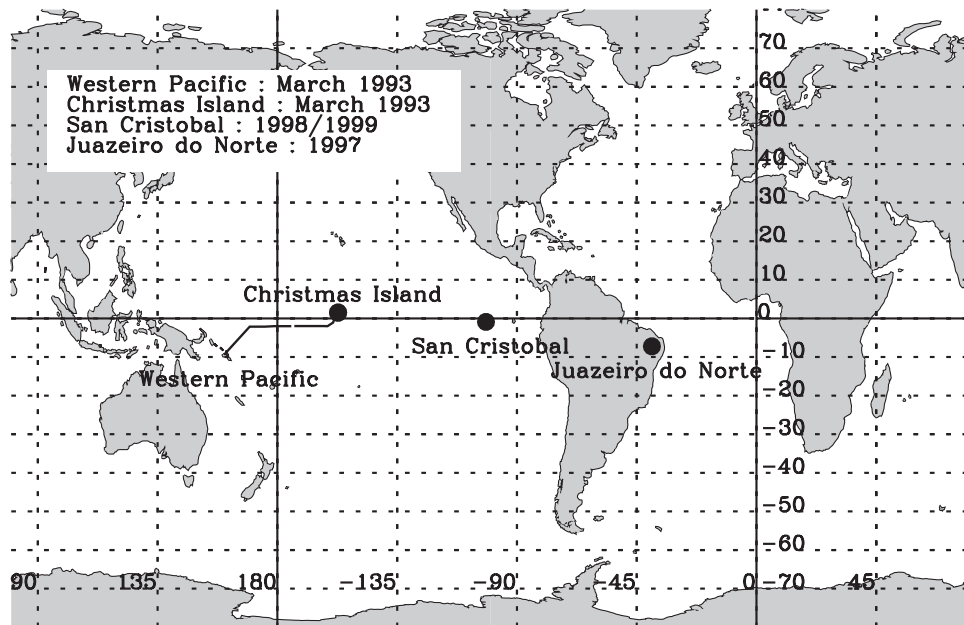 Western Pacific : March 1993
Christmas Island : March 1993
San Cristobal : 1998/1999
Juazeiro do Norte : 1997
70
60
50
40
30
20
10
Christmas Island
0
San Cristobal
-10
Juazeiro do Norte
Western Pacific
-20
-30
-40
-50
-60
90 135 180 -135 -90 -45 0 -70 45